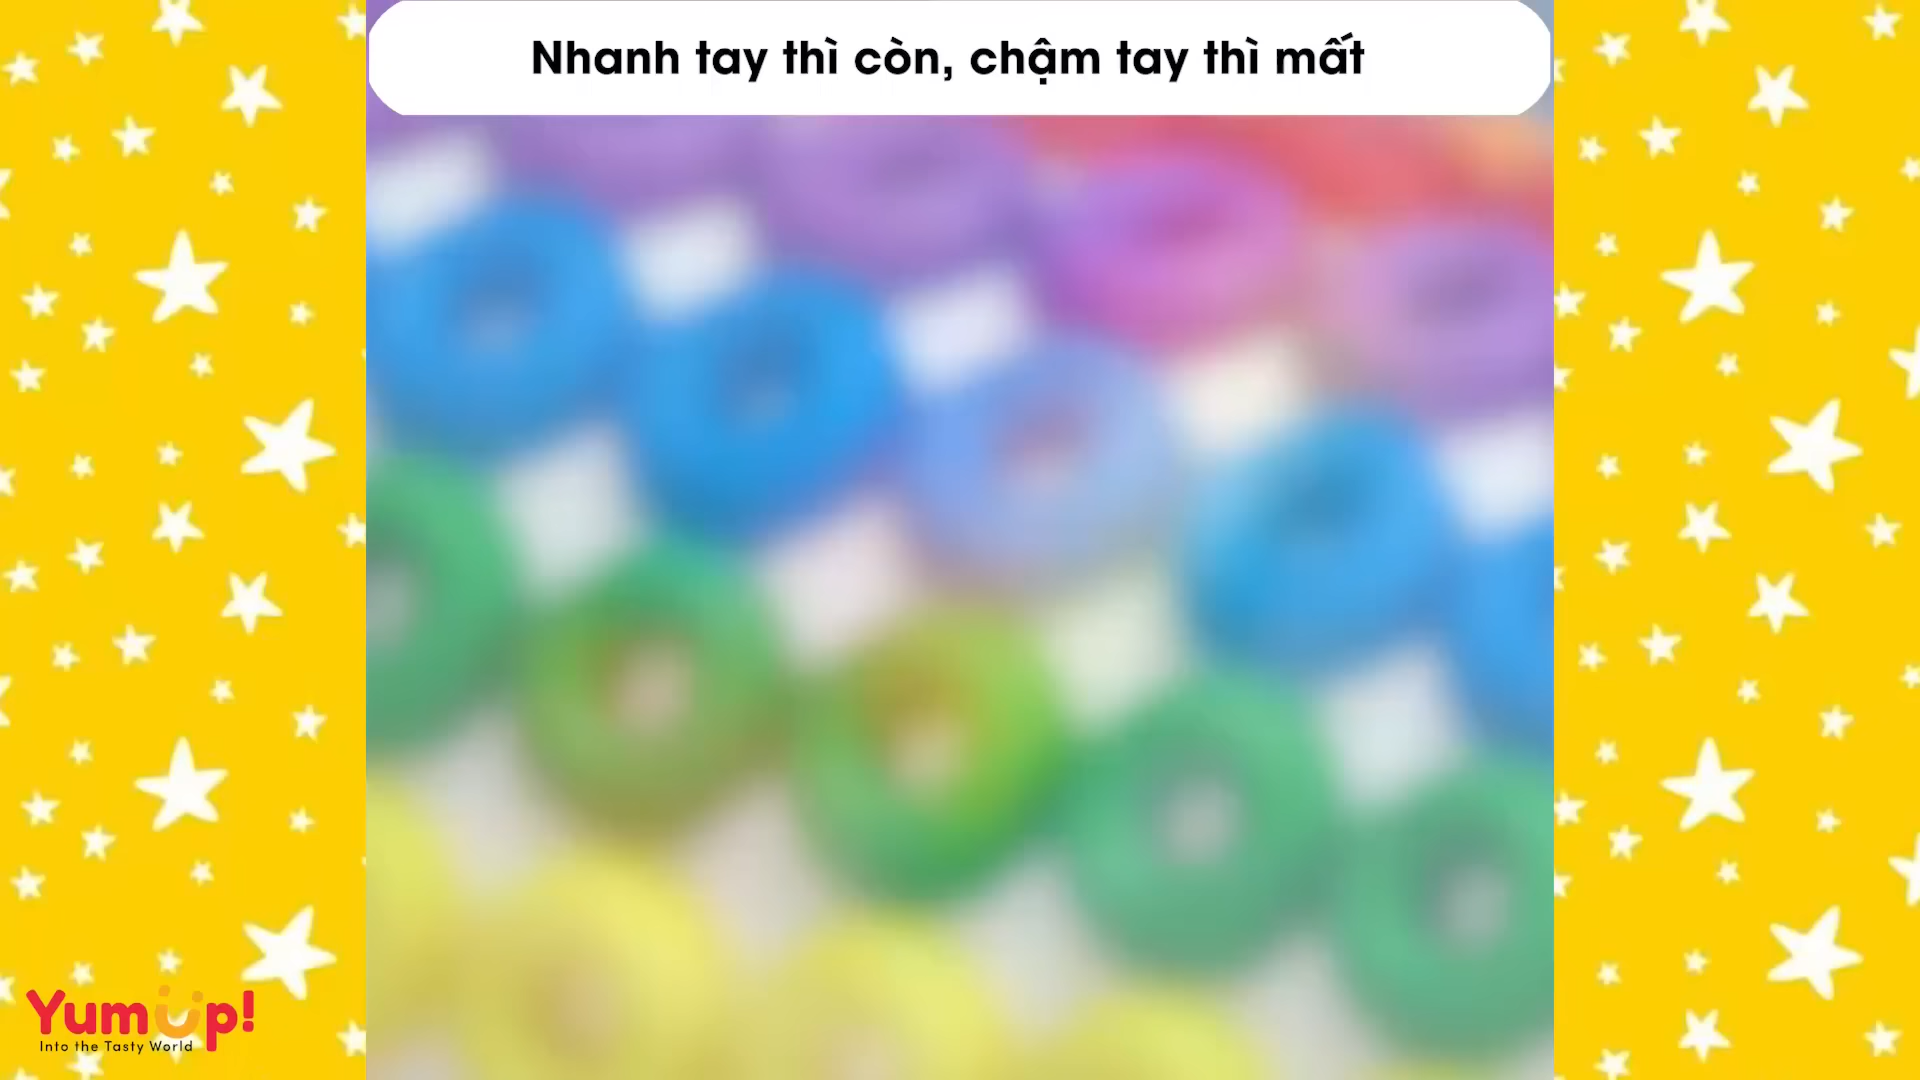 Nhanh tay thì còn, chậm tay thì mất
YumUp!
Into the Tasty World